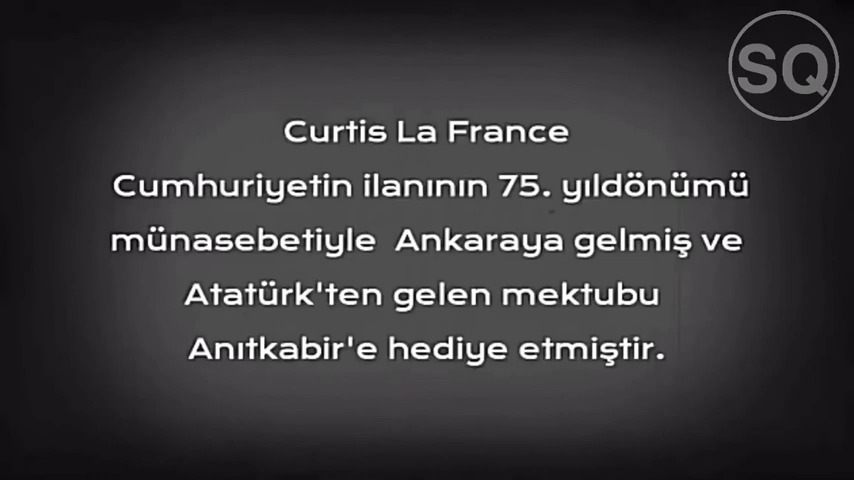 SQ
Curtis La France
Cumhuriyetin ilanının 75. yıldönümü
münasebetiyle Ankaraya gelmiş ve
Atatürk'ten gelen mektubu
Anıtkabir'e hediye etmiştir.